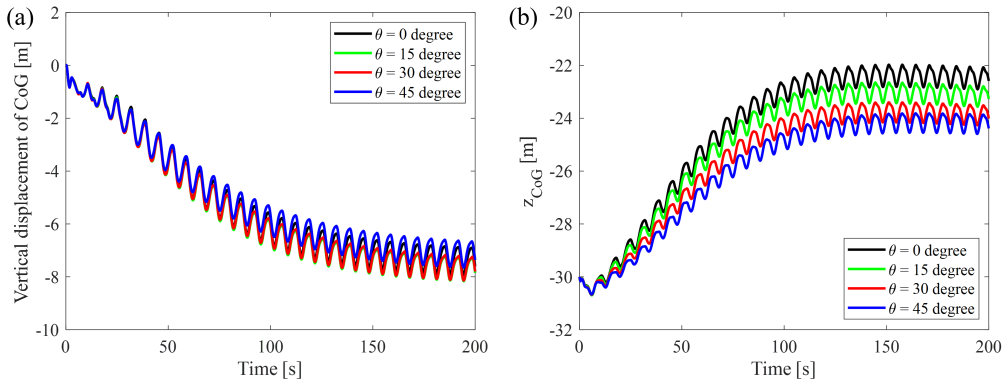 (a)
Vertical displacement of CoG [m]
0
-2
-4
-6
-8
-10
0
50
100
150
200
Time [s]
θ = 0 degree
θ = 15 degree
θ = 30 degree
θ = 45 degree
(b)
z_CoG [m]
-20
-22
-24
-26
-28
-30
-32
0
50
100
150
200
Time [s]
θ = 0 degree
θ = 15 degree
θ = 30 degree
θ = 45 degree